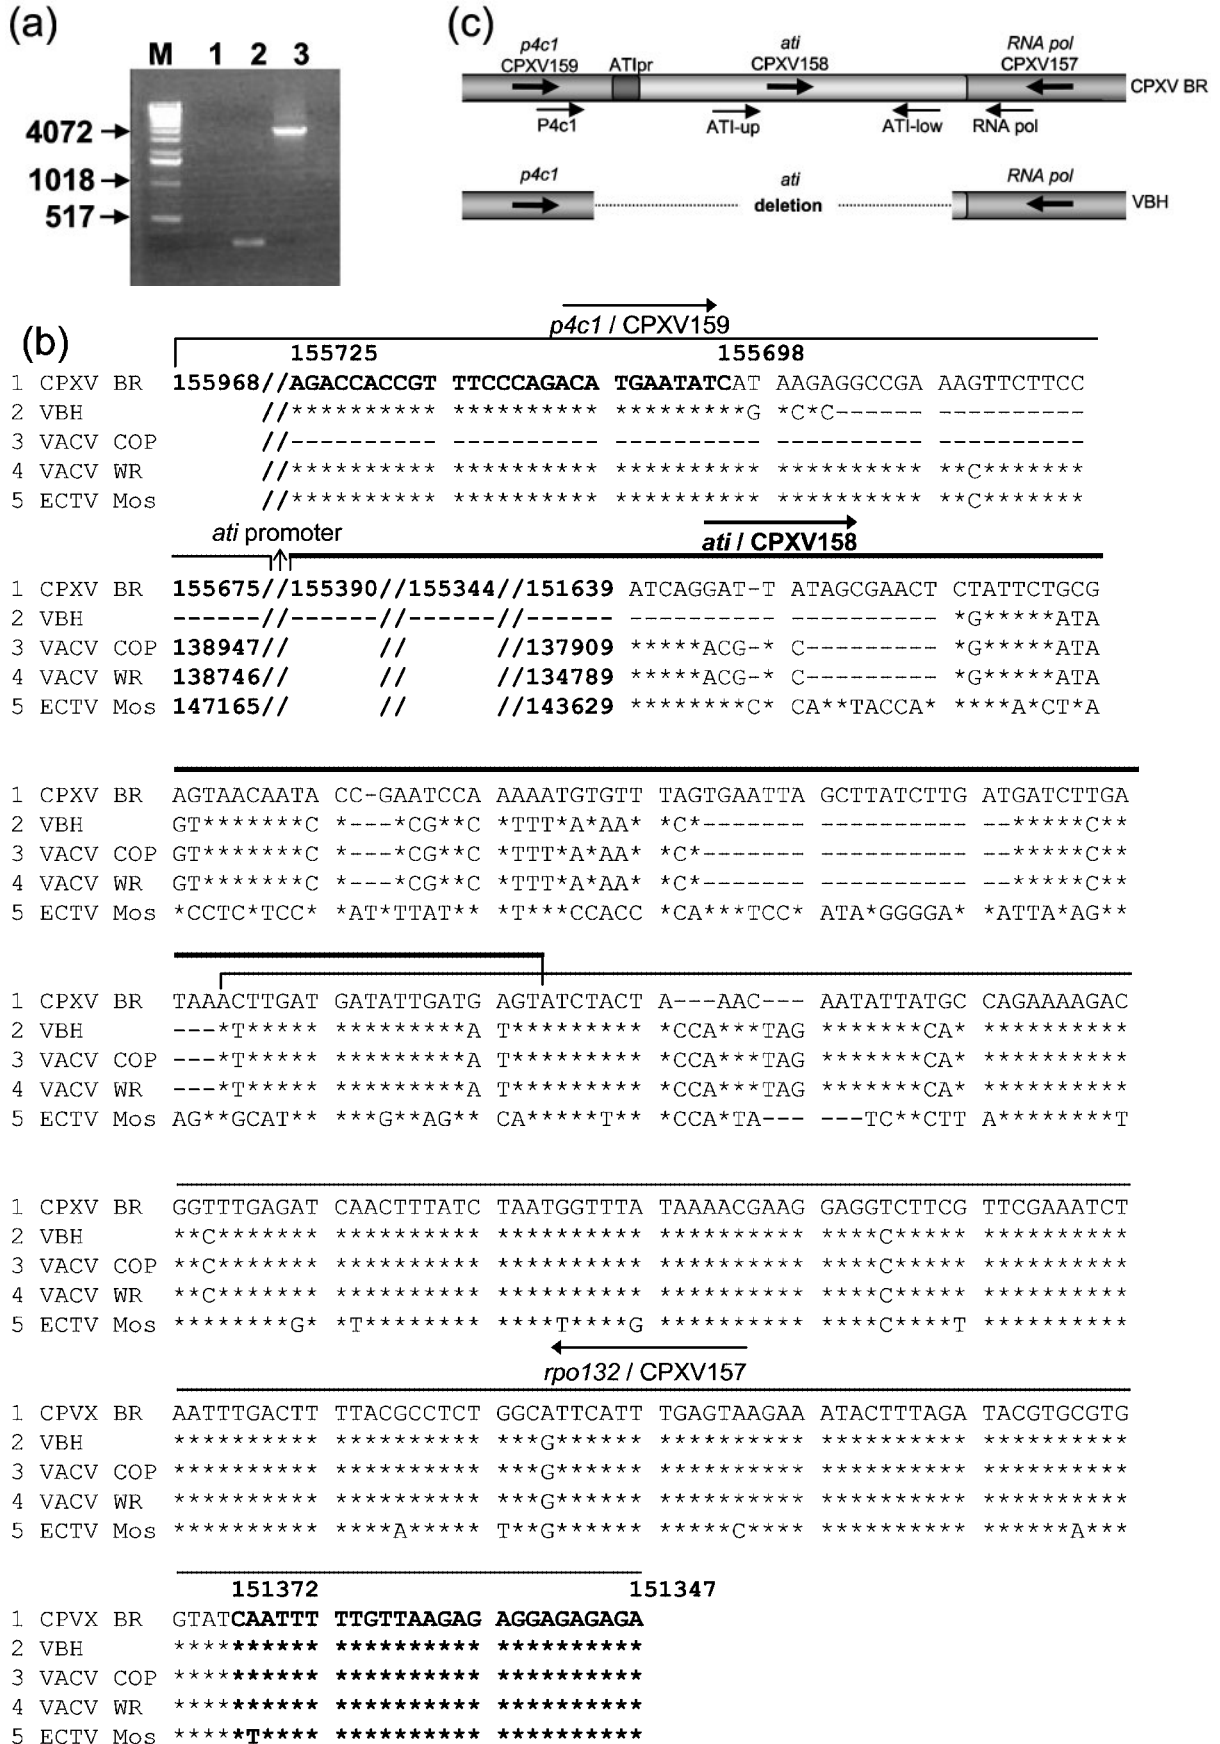 (a)
M 1 2 3
4072
1018
517
(c)
p4c1 ati RNA pol
CPXV159 ATIpr CPXV158 CPXV157
CPXV BR
P4c1 ATI-up ATI-low RNA pol
p4c1 ati RNA pol
deletion
VBH
(b)
p4c1 / CPXV159
155725 155698
1 CPXV BR 155968//AGACCACCGT TTCCCAGACA TGAATATCAT AAGAGGCCGA AAGTTCTTCC
2 VBH //********** ********** *********G *C*C------ ----------
3 VACV COP //---------- ---------- ---------- ---------- ----------
4 VACV WR //********** ********** ********** ********** **C*******
5 ECTV Mos //********** ********** ********** ********** **C*******
ati promoter
ati / CPXV158
1 CPXV BR 155675//155390//155344//151639 ATCAGGAT-T ATAGCGAACT CTATTCTGCG
2 VBH ------//------//------//------ ---------- ---------- *G*****ATA
3 VACV COP 138947// // //137909 *****ACG-* C--------- *G*****ATA
4 VACV WR 138746// // //134789 *****ACG-* C--------- *G*****ATA
5 ECTV Mos 147165// // //143629 ********C* CA**TACCA* ****A*CT*A
1 CPXV BR AGTAACAATA CC-GAATCCA AAAATGTGTT TAGTGAATTA GCTTATCTTG ATGATCTTGA
2 VBH GT*******C *---*CG**C *TTT*A*AA* *C*------- ---------- --*****C**
3 VACV COP GT*******C *---*CG**C *TTT*A*AA* *C*------- ---------- --*****C**
4 VACV WR GT*******C *---*CG**C *TTT*A*AA* *C*------- ---------- --*****C**
5 ECTV Mos *CCTC*TCC* *AT*TTAT** *T***CCACC *CA***TCC* ATA*GGGGA* *ATTA*AG**
1 CPXV BR TAAACTTGAT GATATTGATG AGTATCTACT A---AAC--- AATATTATGC CAGAAAAGAC
2 VBH ---*T***** *********A T********* *CCA***TAG *******CA* **********
3 VACV COP ---*T***** *********A T********* *CCA***TAG *******CA* **********
4 VACV WR ---*T***** *********A T********* *CCA***TAG *******CA* **********
5 ECTV Mos AG**GCAT** ***G**AG** CA*****T** *CCA*TA--- ---TC**CTT A********T
1 CPXV BR GGTTTGAGAT CAACTTTATC TAATGGTTTA TAAAACGAAG GAGGTCTTCG TTCGAAATCT
2 VBH **C******* ********** ********** ********** ****C***** **********
3 VACV COP **C******* ********** ********** ********** ****C***** **********
4 VACV WR **C******* ********** ********** ********** ****C***** **********
5 ECTV Mos ********G* *T******** ****T****G ********** ****C****T **********
rpo132 / CPXV157
1 CPVX BR AATTTGACTT TTACGCCTCT GGCATTCATT TGAGTAAGAA ATACTTTAGA TACGTGCGTG
2 VBH ********** ********** ***G****** ********** ********** **********
3 VACV COP ********** ********** ***G****** ********** ********** **********
4 VACV WR ********** ********** ***G****** ********** ********** **********
5 ECTV Mos ********** ****A***** T**G****** *****C**** ********** ******A***
151372 151347
1 CPVX BR GTATCAATTT TTGTTAAGAG AGGAGAGAGA
2 VBH ********** ********** **********
3 VACV COP ********** ********** **********
4 VACV WR ********** ********** **********
5 ECTV Mos *****T**** ********** **********